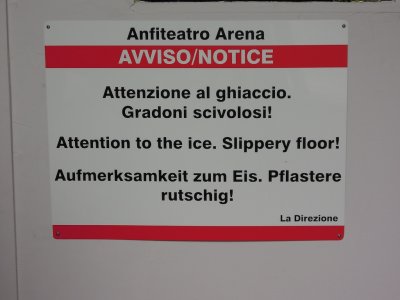 Anfiteatro Arena
AVVISO/NOTICE
Attenzione al ghiaccio.
Gradoni scivolosi!
Attention to the ice. Slippery floor!
Aufmerksamkeit zum Eis. Pflastere
rutschig!
La Direzione